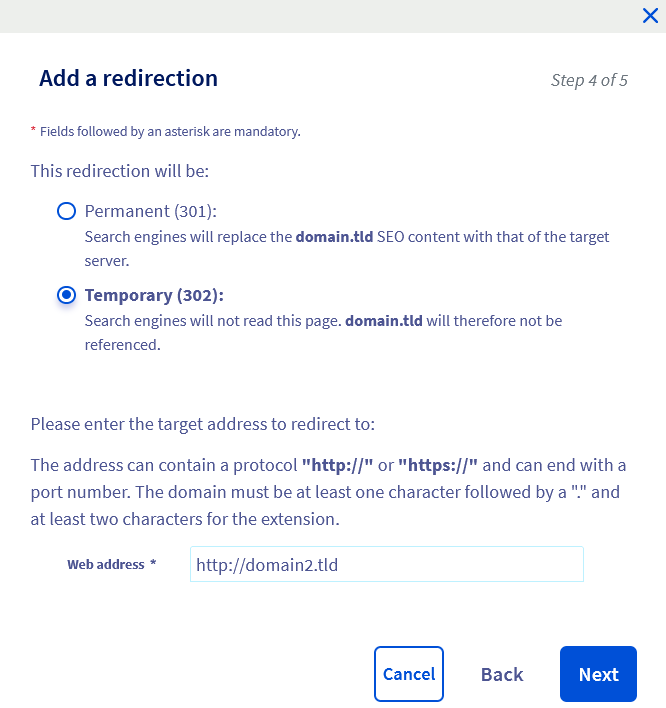 Add a redirection
Step 4 of 5
* Fields followed by an asterisk are mandatory.
This redirection will be:
Permanent (301):
Search engines will replace the domain.tld SEO content with that of the target
server.
Temporary (302):
Search engines will not read this page. domain.tld will therefore not be
referenced.
Please enter the target address to redirect to:
The address can contain a protocol "http://" or "https://" and can end with a
port number. The domain must be at least one character followed by a "." and
at least two characters for the extension.
Web address *
http://domain2.tld
Cancel
Back
Next